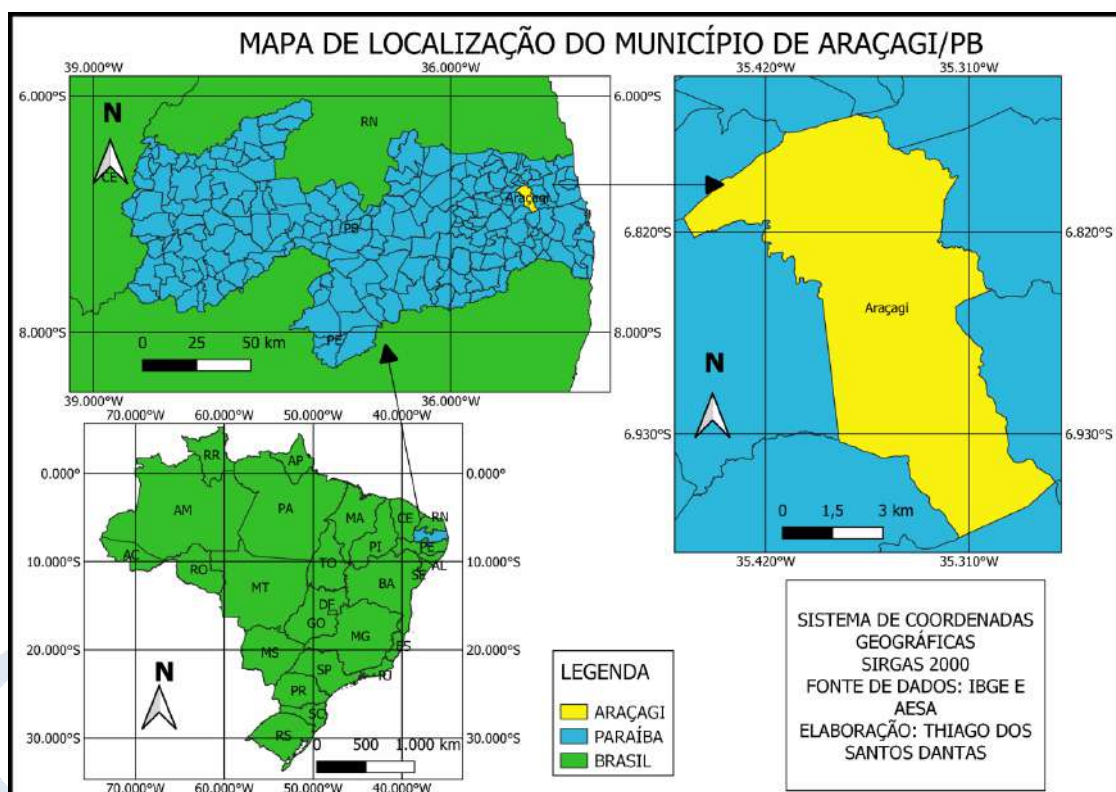 MAPA DE LOCALIZAÇÃO DO MUNICÍPIO DE ARAÇAGI/PB
39.000°W 36.000°W
6.000°S 6.000°S
N
RN
CE
Araçagi
PB
8.000°S 8.000°S
PE
0 25 50 km
39.000°W 36.000°W
35.420°W 35.310°W
6.820°S 6.820°S
Araçagi
N
6.930°S 6.930°S
0 1,5 3 km
35.420°W 35.310°W
70.000°W 60.000°W 50.000°W 40.000°W
0.000° 0.000°
RR AP
AM PA MA CE RN
PI PE
AC TO AL
10.000°S 10.000°S
RO SE
MT BA
DF
GO
MG
20.000°S 20.000°S
MS ES
SP RJ
N
PR
SC
30.000°S RS 30.000°S
0 500 1.000 km
70.000°W 60.000°W 50.000°W 40.000°W
LEGENDA
ARAÇAGI
PARAÍBA
BRASIL
SISTEMA DE COORDENADAS
GEOGRÁFICAS
SIRGAS 2000
FONTE DE DADOS: IBGE E
AESA
ELABORAÇÃO: THIAGO DOS
SANTOS DANTAS